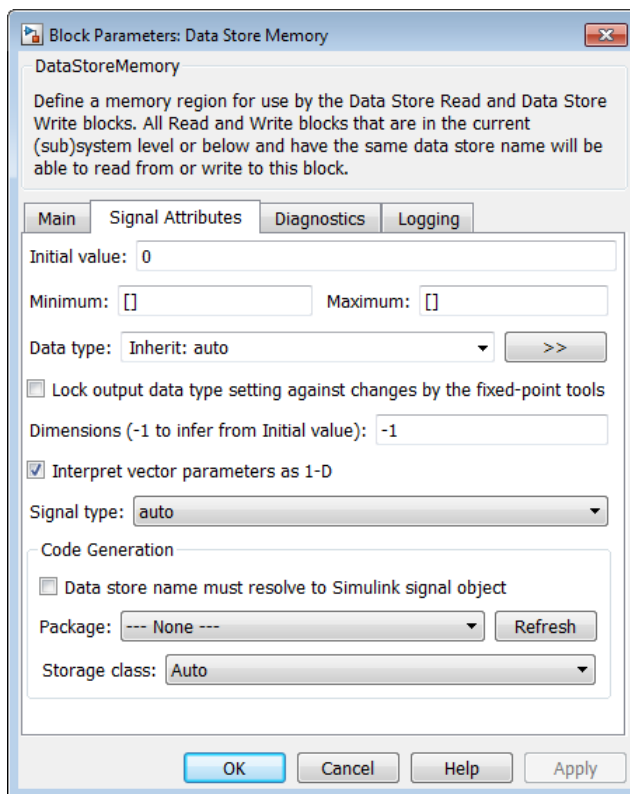 Block Parameters: Data Store Memory
DataStoreMemory
Define a memory region for use by the Data Store Read and Data Store
Write blocks. All Read and Write blocks that are in the current
(sub)system level or below and have the same data store name will be
able to read from or write to this block.
Main Signal Attributes Diagnostics Logging
Initial value: 0
Minimum: [] Maximum: []
Data type: Inherit: auto >>
Lock output data type setting against changes by the fixed-point tools
Dimensions (-1 to infer from Initial value): -1
Interpret vector parameters as 1-D
Signal type: auto
Code Generation
Data store name must resolve to Simulink signal object
Package: --- None --- Refresh
Storage class: Auto
OK Cancel Help Apply